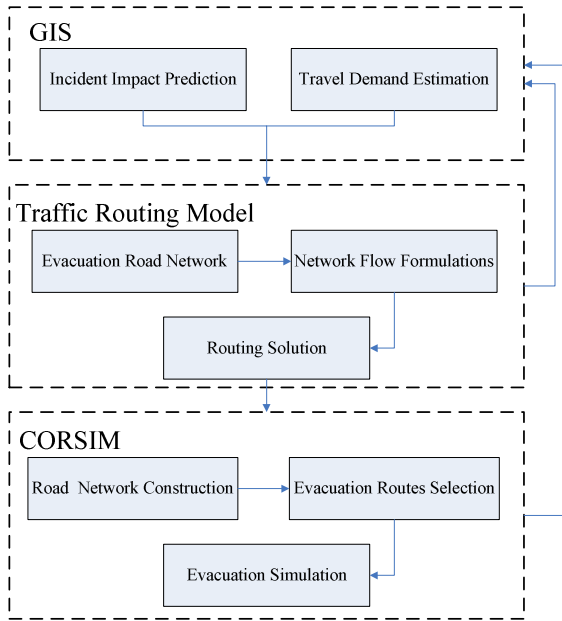 GIS
Incident Impact Prediction
Travel Demand Estimation
Traffic Routing Model
Evacuation Road Network
Network Flow Formulations
Routing Solution
CORSIM
Road Network Construction
Evacuation Routes Selection
Evacuation Simulation